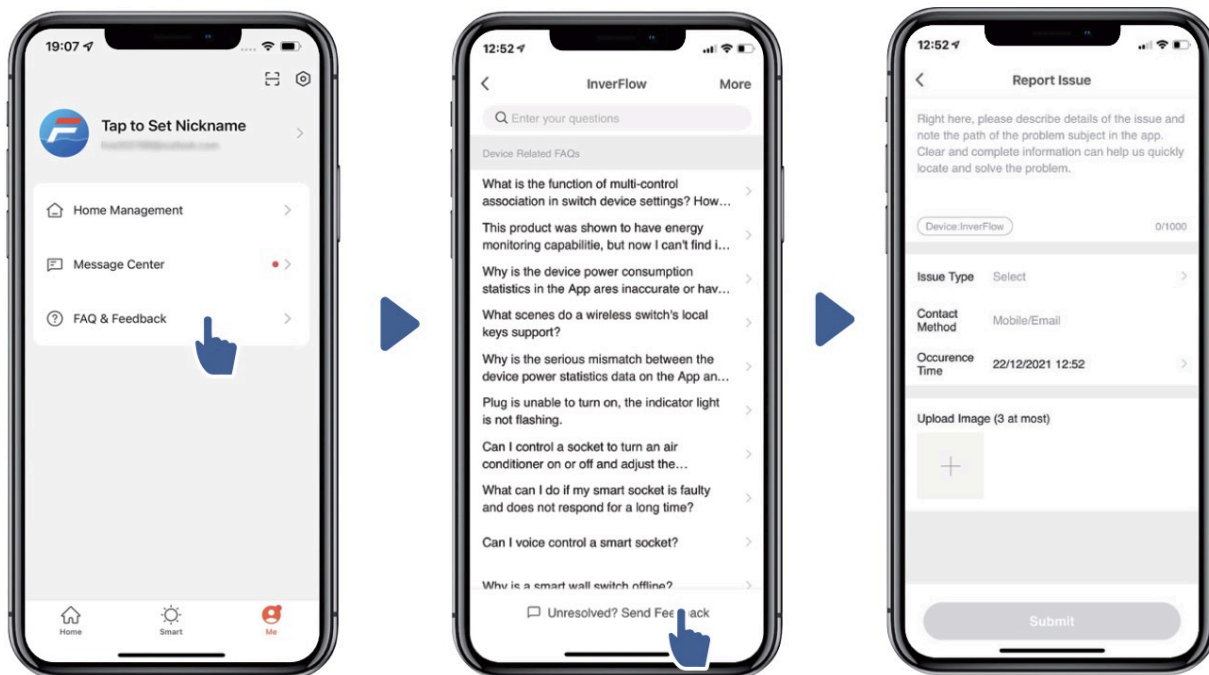 19:07
Tap to Set Nickname
Home Management
Message Center
FAQ & Feedback
Home
Smart
Me
12:52
InverFlow
More
Enter your questions
Device Related FAQs
What is the function of multi-control
association in switch device settings? How...
This product was shown to have energy
monitoring capabilitie, but now I can't find i...
Why is the device power consumption
statistics in the App ares inaccurate or hav...
What scenes do a wireless switch's local
keys support?
Why is the serious mismatch between the
device power statistics data on the App an...
Plug is unable to turn on, the indicator light
is not flashing.
Can I control a socket to turn an air
conditioner on or off and adjust the...
What can I do if my smart socket is faulty
and does not respond for a long time?
Can I voice control a smart socket?
Why is a smart wall switch offline?
Unresolved? Send Feedback
12:52
Report Issue
Right here, please describe details of the issue and
note the path of the problem subject in the app.
Clear and complete information can help us quickly
locate and solve the problem.
Device:InverFlow
0/1000
Issue Type Select
Contact
Method
Mobile/Email
Occurence
Time
22/12/2021 12:52
Upload Image (3 at most)
Submit